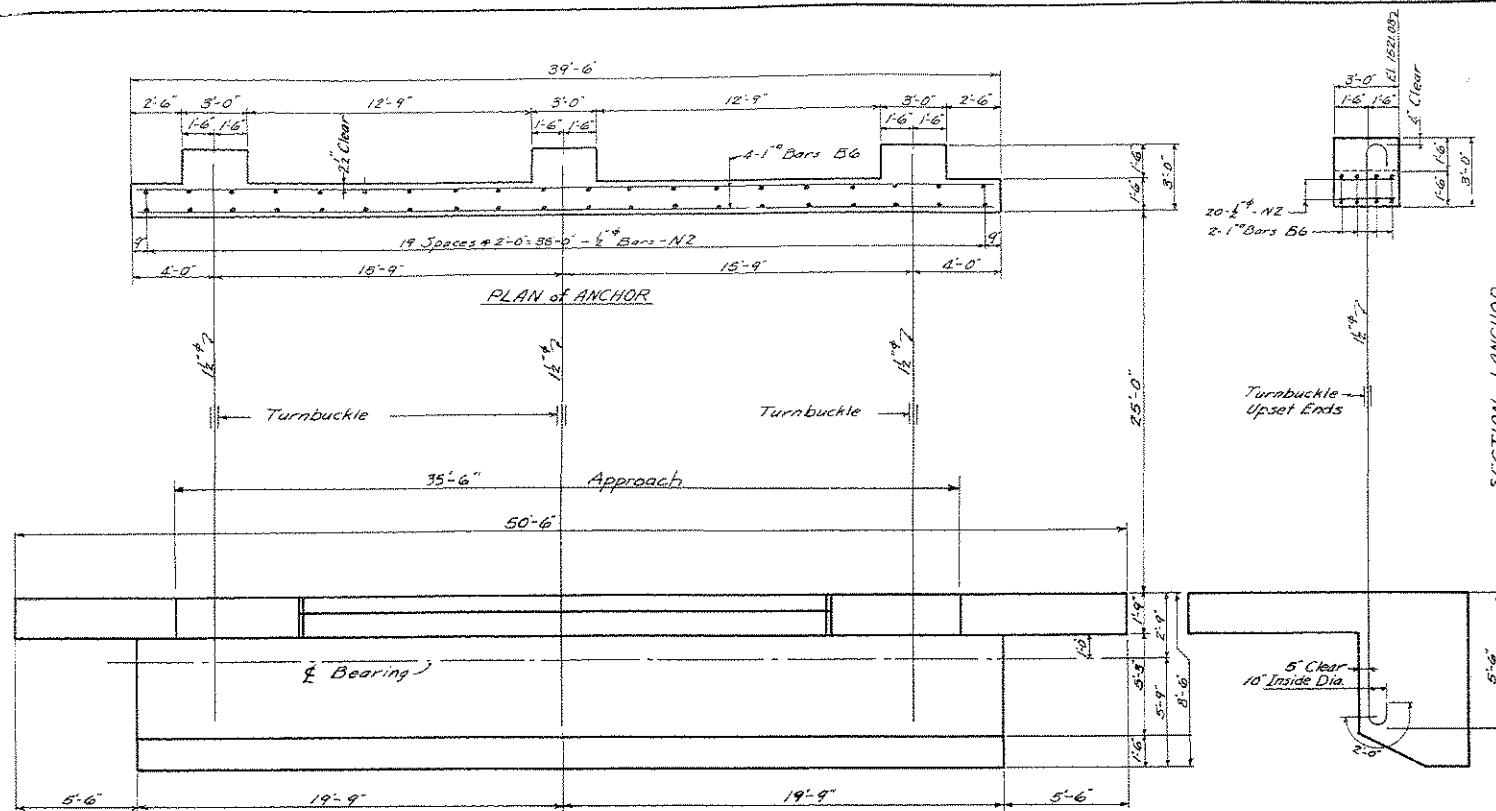 39'-6"
2'-6" 3'-0" 12'-9" 3'-0" 12'-9" 3'-0" 2'-6"
1'-6" 1'-6" 1'-6" 1'-6" 1'-6" 1'-6"
2½" Clear
4-1"⌀ Bars B6
1'-6"
1'-6"
3'-0"
9" 19 Spaces @ 2'-0" = 38'-0" - ½"ᶲ Bars - N2 9"
4'-0" 15'-9" 15'-9" 4'-0"
PLAN of ANCHOR
3'-0"
1'-6" 1'-6"
El. 1521.092
4" Clear
1'-6"
1'-6"
3'-0"
20-½"ᶲ-N2
2-1"⌀ Bars B6
1½"ᶲ 1½"ᶲ 1½"ᶲ 1½"ᶲ
Turnbuckle Turnbuckle
Turnbuckle
Upset Ends
25'-0"
35'-6" Approach
50'-6"
℄ Bearing
1'-0"
1'-9"
5'-3"
1'-6"
2'-9"
5'-9"
8'-6"
5" Clear
10" Inside Dia.
2'-0"
5'-6"
5'-6" 19'-9" 19'-9" 5'-6"